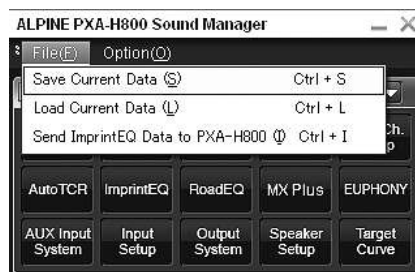 ALPINE PXA-H800 Sound Manager
File(F) Option(O)
Save Current Data (S) Ctrl + S
Load Current Data (L) Ctrl + L
Send ImprintEQ Data to PXA-H800 (I) Ctrl + I
Ch.
AutoTCR ImprintEQ RoadEQ MX Plus EUPHONY
AUX Input System Input Setup Output System Speaker Setup Target Curve